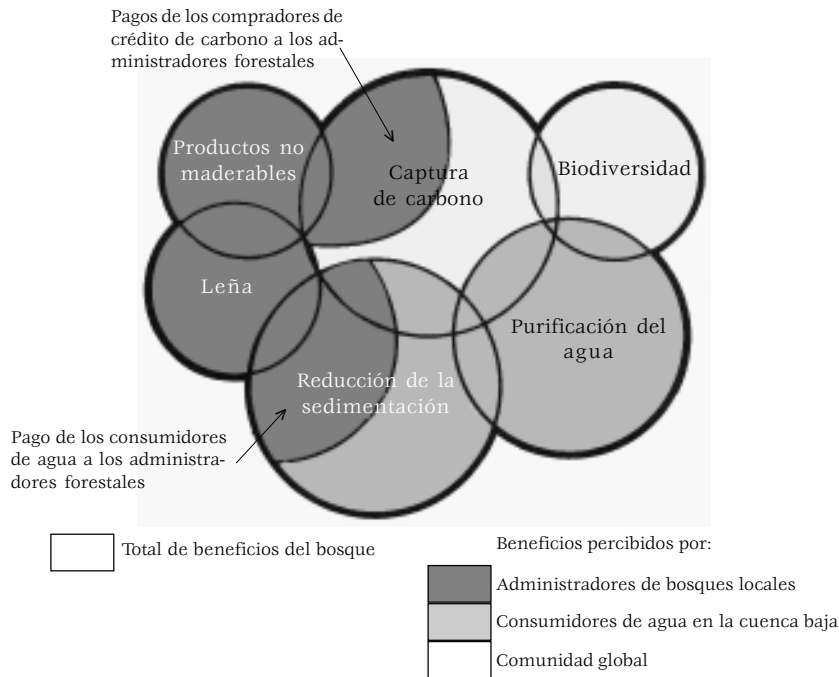 Pagos de los compradores de
crédito de carbono a los ad-
ministradores forestales
Productos no
maderables
Captura
de carbono
Biodiversidad
Leña
Purificación del
agua
Reducción de la
sedimentación
Pago de los consumidores
de agua a los administra-
dores forestales
Total de beneficios del bosque
Beneficios percibidos por:
Administradores de bosques locales
Consumidores de agua en la cuenca baja
Comunidad global